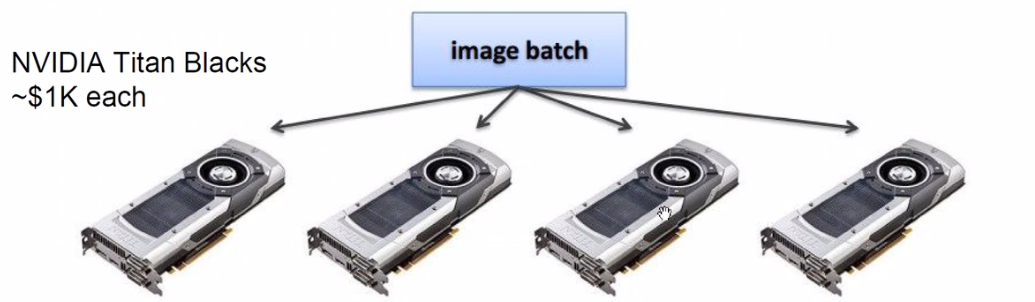 NVIDIA Titan Blacks
~$1K each
image batch